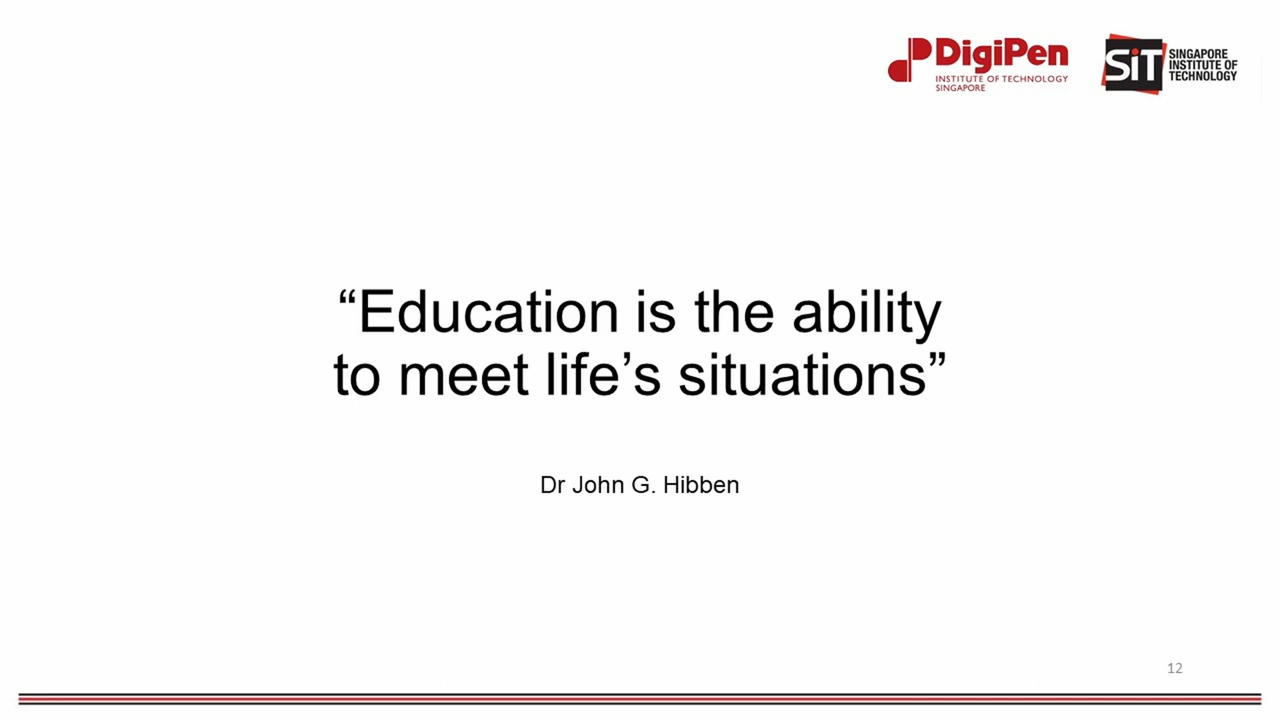 DigiPen
INSTITUTE OF TECHNOLOGY
SINGAPORE
SiT
SINGAPORE
INSTITUTE OF
TECHNOLOGY
“Education is the ability
to meet life’s situations”
Dr John G. Hibben
12